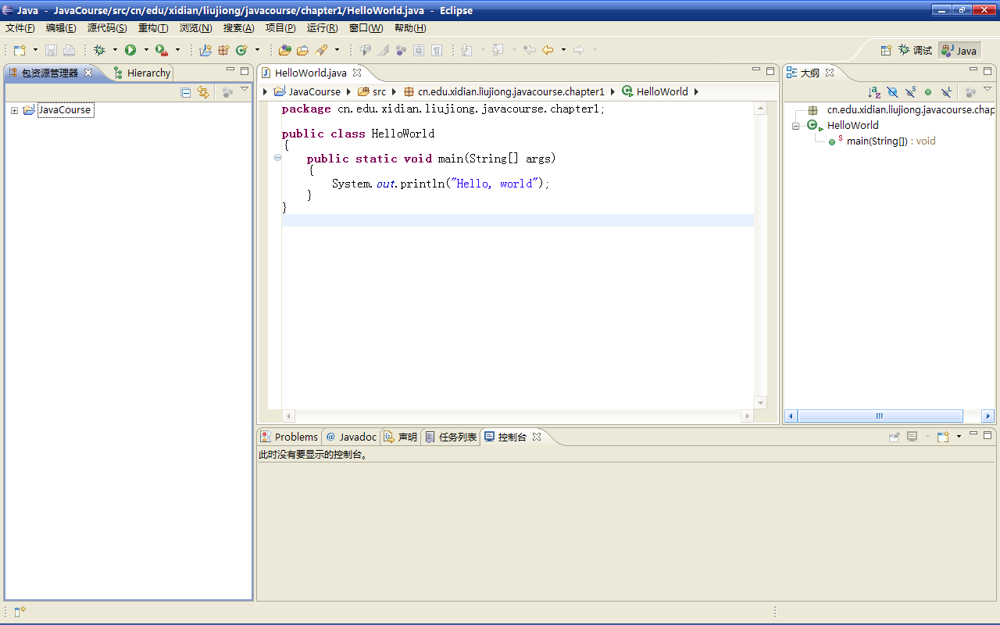 Java - JavaCourse/src/cn/edu/xidian/liujiong/javacourse/chapter1/HelloWorld.java - Eclipse
文件(F) 编辑(E) 源代码(S) 重构(T) 浏览(N) 搜索(A) 项目(P) 运行(R) 窗口(W) 帮助(H)
调试 Java
包资源管理器 Hierarchy
JavaCourse
HelloWorld.java
JavaCourse src cn.edu.xidian.liujiong.javacourse.chapter1 HelloWorld
package cn.edu.xidian.liujiong.javacourse.chapter1;
public class HelloWorld
{
public static void main(String[] args)
{
System.out.println("Hello, world");
}
}
大纲
cn.edu.xidian.liujiong.javacourse.chap
HelloWorld
main(String[]) : void
Problems @ Javadoc 声明 任务列表 控制台
此时没有要显示的控制台。